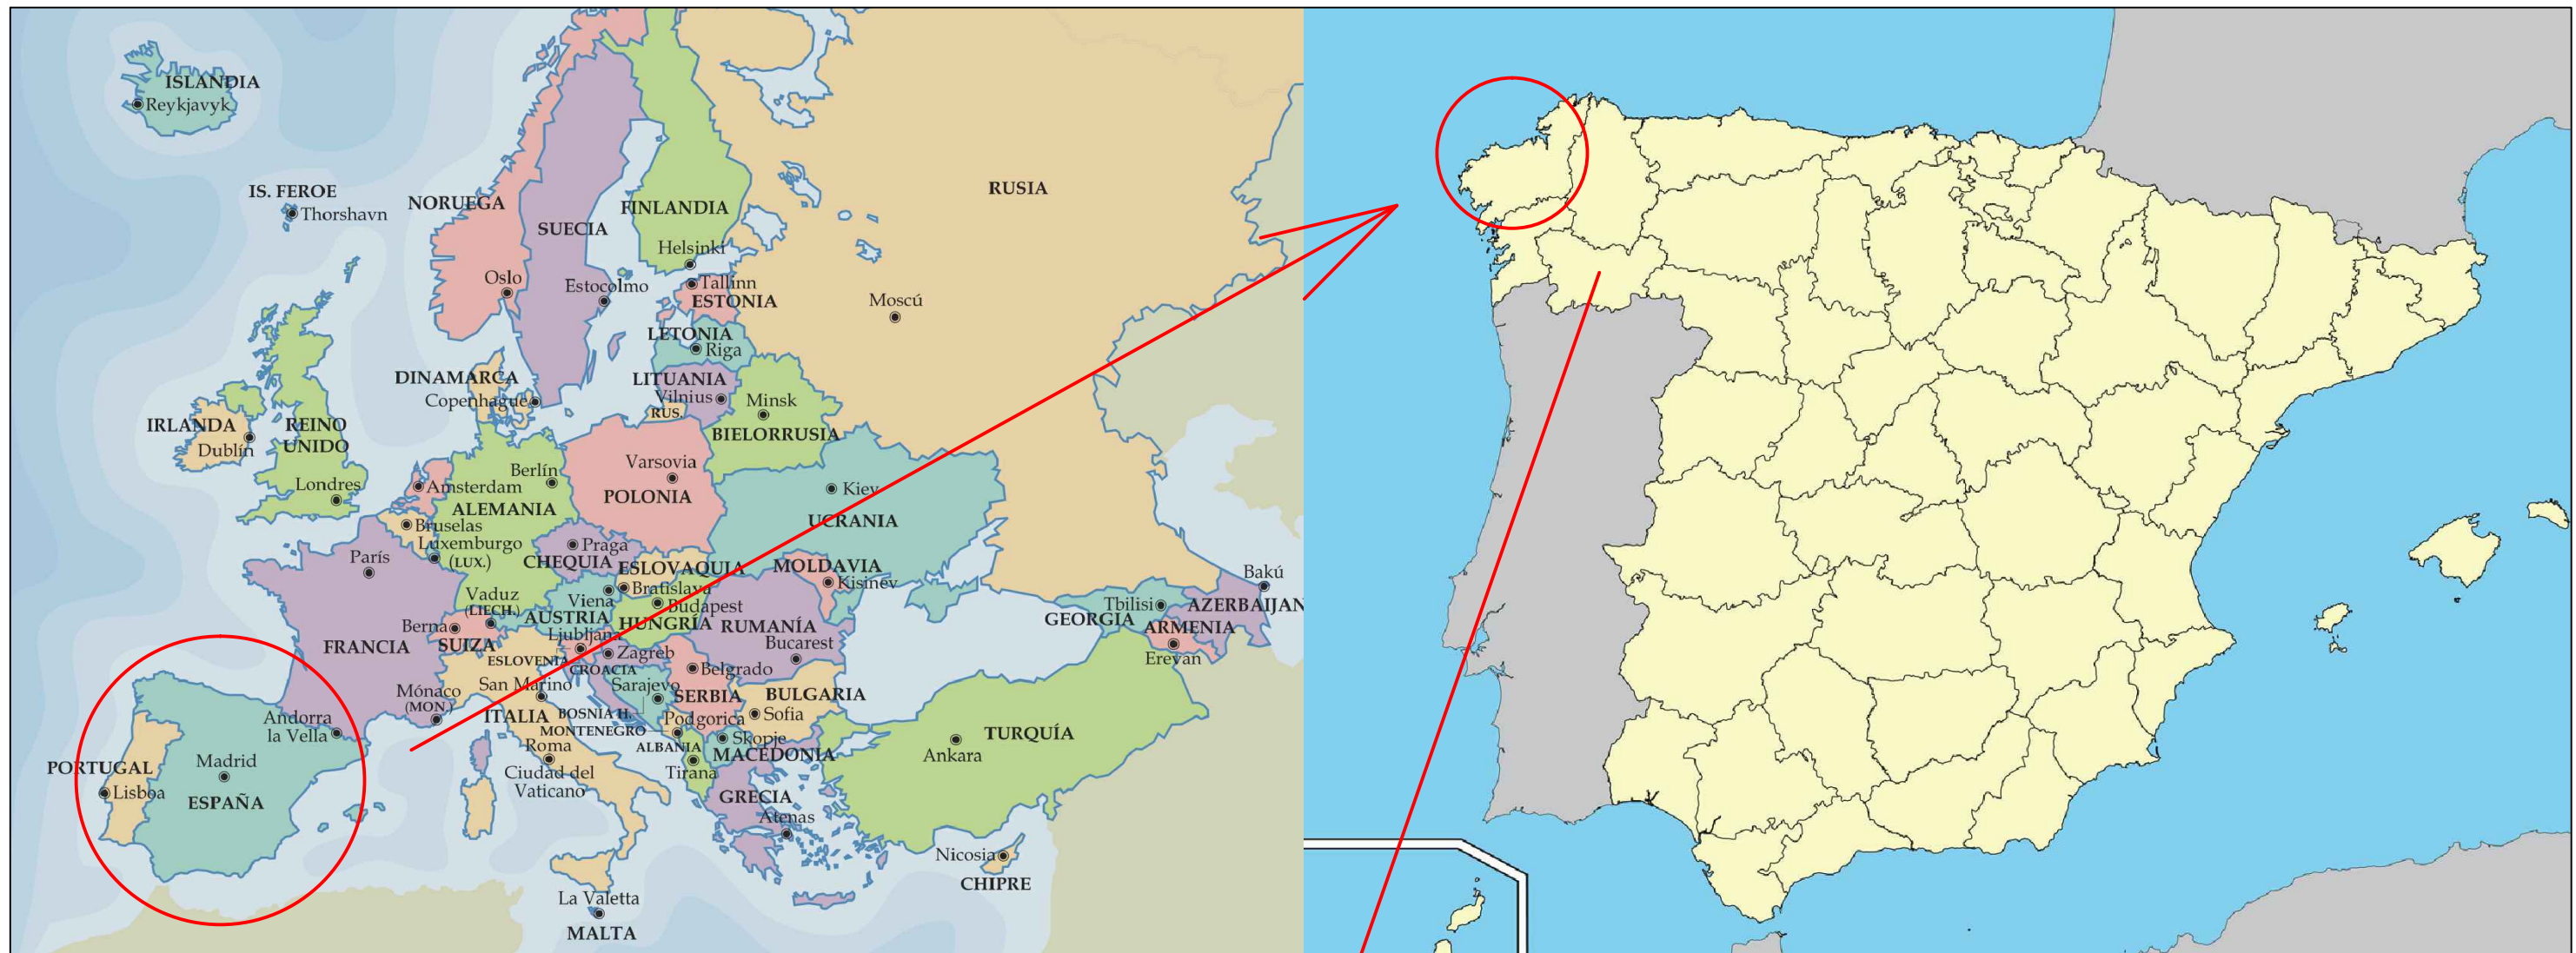 ISLANDIA
Reykjavyk
IS. FEROE
Thorshavn
NORUEGA
SUECIA
FINLANDIA
RUSIA
Helsinki
Oslo
Estocolmo
Tallinn
ESTONIA
Moscú
LETONIA
Riga
DINAMARCA
Copenhague
LITUANIA
Vilnius
RUS.
Minsk
BIELORRUSIA
IRLANDA
Dublín
REINO
UNIDO
Londres
Amsterdam
Berlín
ALEMANIA
Varsovia
POLONIA
Kiev
UCRANIA
Bruselas
Luxemburgo
(LUX.)
París
Praga
CHEQUIA
ESLOVAQUIA
Bratislava
MOLDAVIA
Kisinev
Vaduz
(LIECH.)
Viena
AUSTRIA
Budapest
HUNGRÍA
RUMANÍA
Bucarest
Bakú
Tbilisi
AZERBAIJAN
GEORGIA
ARMENIA
Erevan
FRANCIA
Berna
SUIZA
Ljubljana
ESLOVENIA
Zagreb
CROACIA
Belgrado
San Marino
Sarajevo
SERBIA
BULGARIA
Sofia
Mónaco
(MON.)
ITALIA
BOSNIA H.
Podgorica
MONTENEGRO
Skopje
ALBANIA
MACEDONIA
Tirana
Andorra
la Vella
Roma
Ciudad del
Vaticano
TURQUÍA
Ankara
PORTUGAL
Lisboa
Madrid
ESPAÑA
GRECIA
Atenas
Nicosia
CHIPRE
La Valetta
MALTA